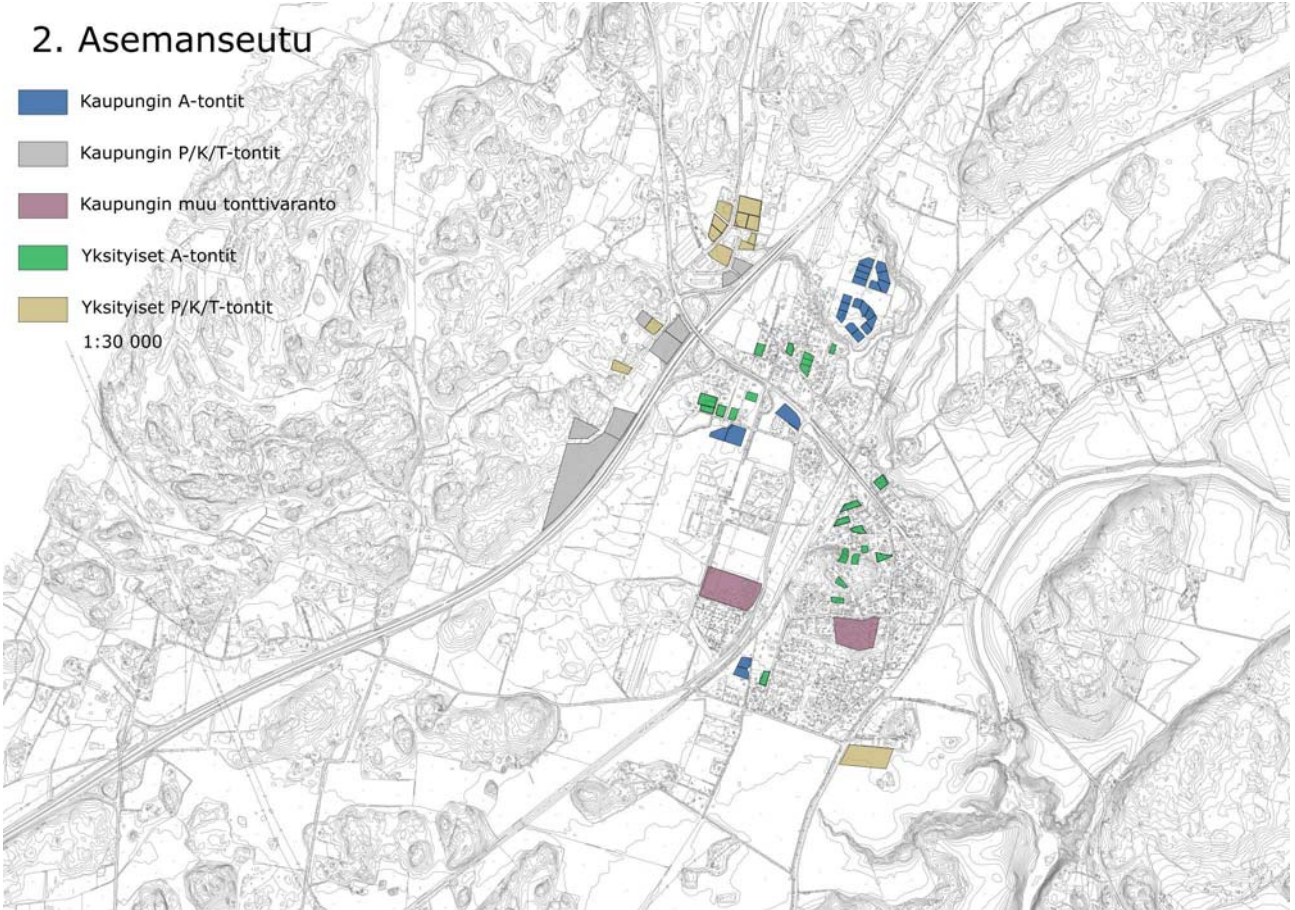 2. Asemanseutu
Kaupungin A-tontit
Kaupungin P/K/T-tontit
Kaupungin muu tonttivaranto
Yksityiset A-tontit
Yksityiset P/K/T-tontit
1:30 000